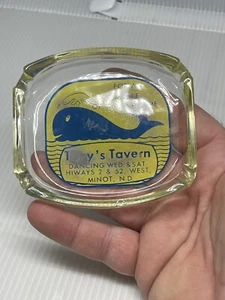 T y's Tavern
DANCING WED & SAT
HIWAYS 2 & 52, WEST,
MINOT, N.D.